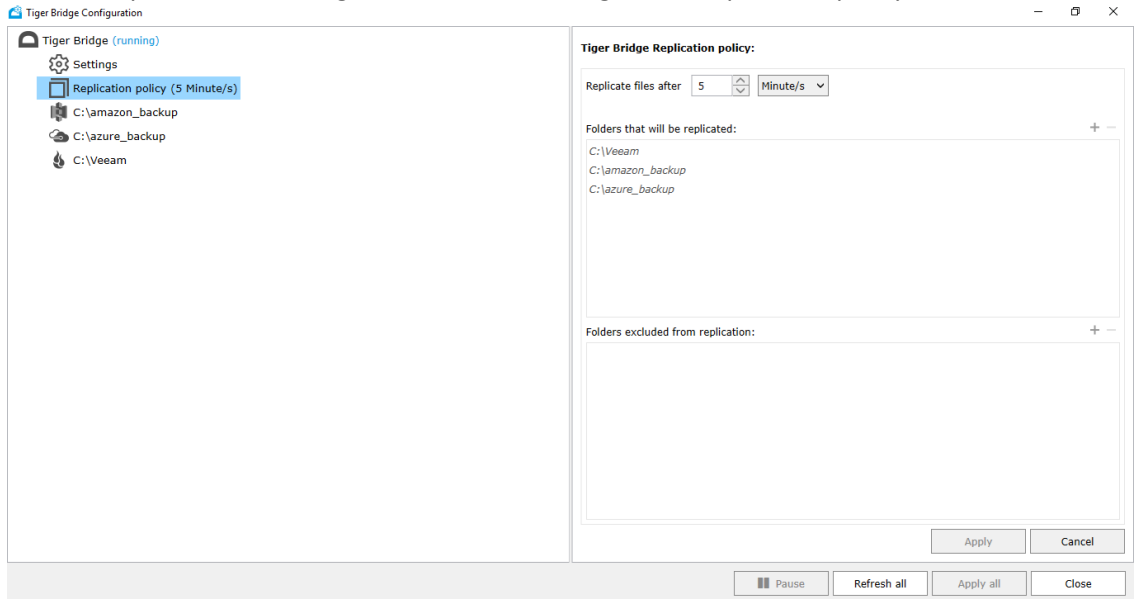 Tiger Bridge Configuration
Tiger Bridge (running)
Settings
Replication policy (5 Minute/s)
C:\amazon_backup
C:\azure_backup
C:\Veeam
Tiger Bridge Replication policy:
Replicate files after 5 Minute/s
Folders that will be replicated:
C:\Veeam
C:\amazon_backup
C:\azure_backup
Folders excluded from replication:
Apply Cancel
Pause Refresh all Apply all Close